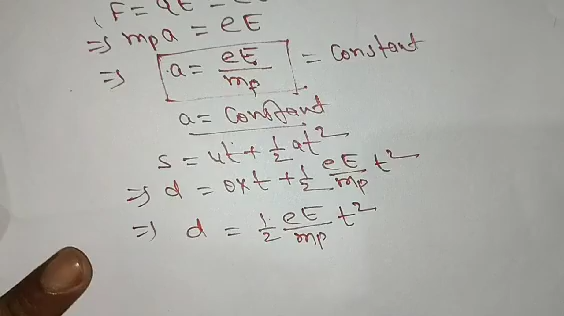 F = qE =
⇒ mpa = eE
⇒ a = eE/mp = constant
a = constant
s = ut + 1/2 at²
⇒ d = 0xt + 1/2 eE/mp t²
⇒ d = 1/2 eE/mp t²